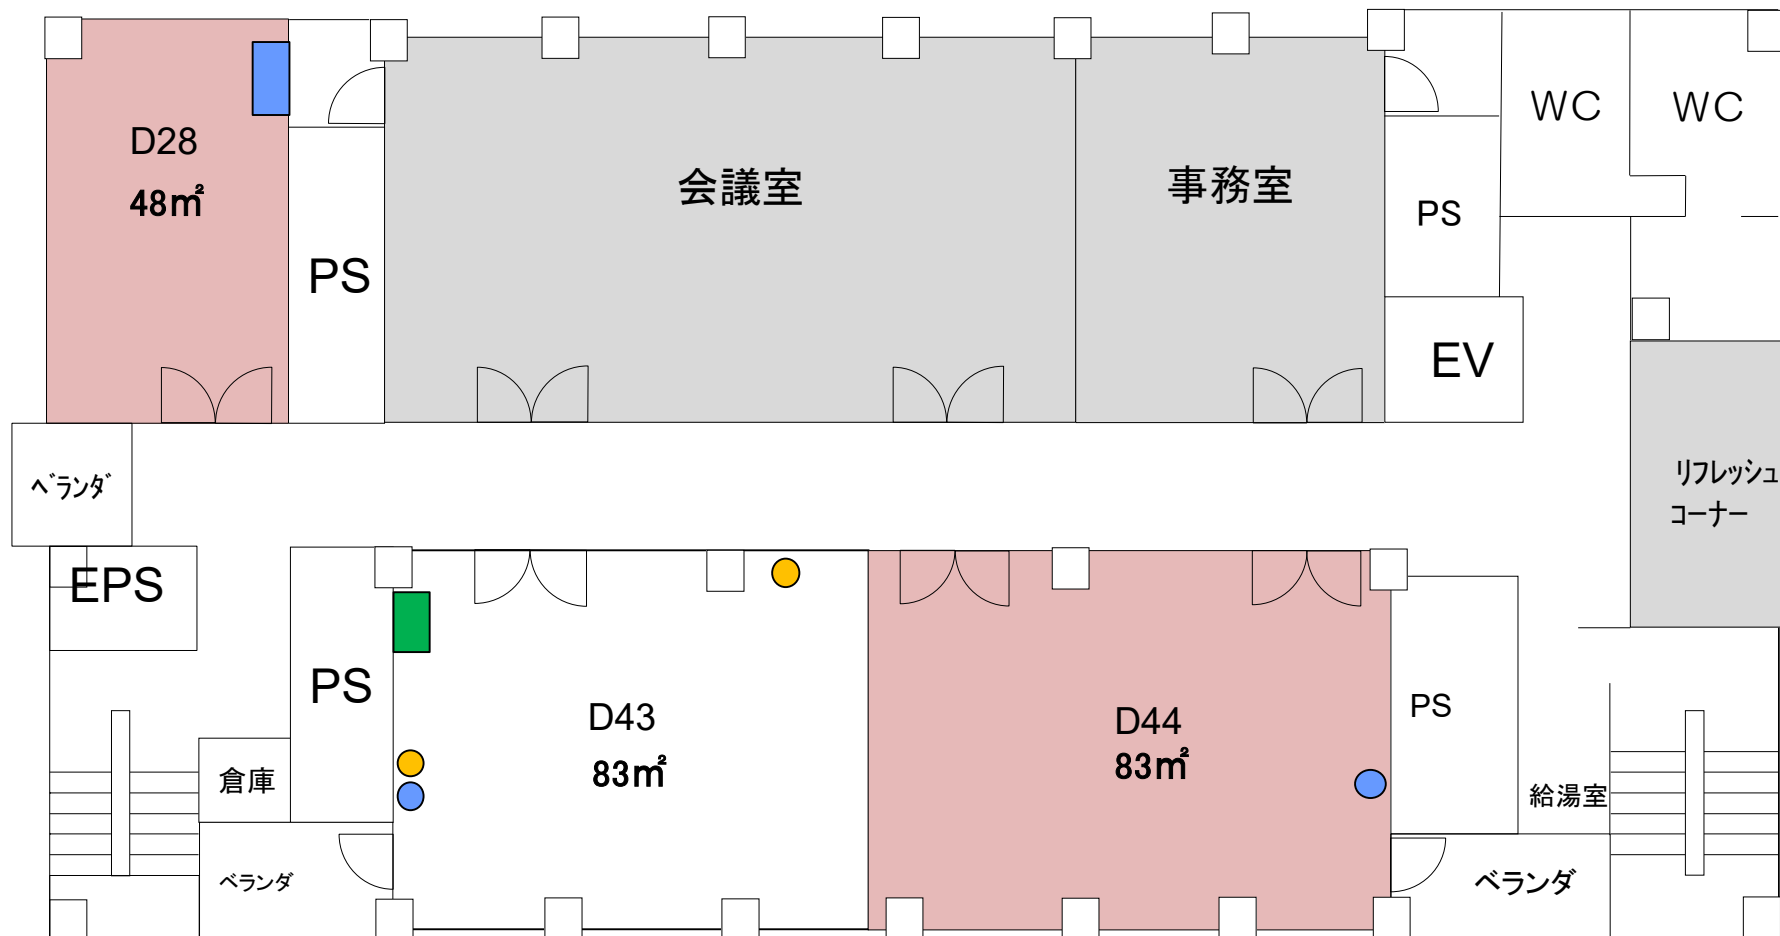 D28
48㎡
PS
会議室
事務室
PS
WC
WC
EV
ベランダ
リフレッシュ
コーナー
EPS
PS
倉庫
ベランダ
D43
83㎡
D44
83㎡
PS
給湯室
ベランダ